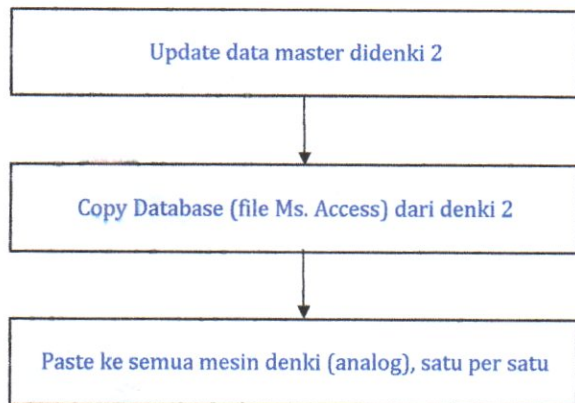 Update data master didenki 2
Copy Database (file Ms. Access) dari denki 2
Paste ke semua mesin denki (analog), satu per satu